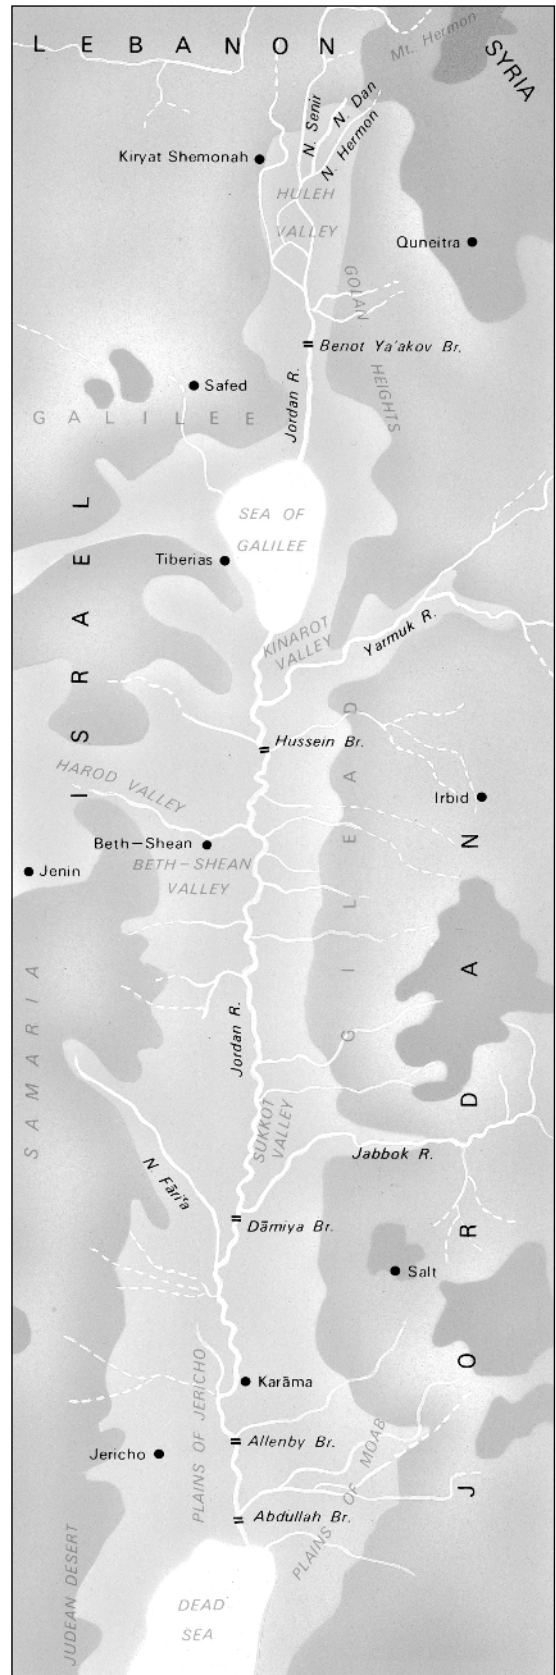 LEBANON
Mt. Hermon
SYRIA
N. Senir
N. Dan
N. Hermon
Kiryat Shemonah
HULEH
VALLEY
Quneitra
GOLAN
HEIGHTS
Benot Ya'akov Br.
Jordan R.
Safed
GALILEE
SEA OF
GALILEE
Tiberias
ISRAEL
KINAROT
VALLEY
Yarmuk R.
Hussein Br.
HAROD VALLEY
Irbid
Beth-Shean
BETH-SHEAN
VALLEY
Jenin
GILEAD
JORDAN
SAMARIA
Jordan R.
SUKKOT
VALLEY
Jabbok R.
N. Fāri'a
Dāmiya Br.
Salt
Karāma
PLAINS OF JERICHO
Allenby Br.
Jericho
PLAINS OF MOAB
Abdullah Br.
JUDEAN DESERT
DEAD
SEA